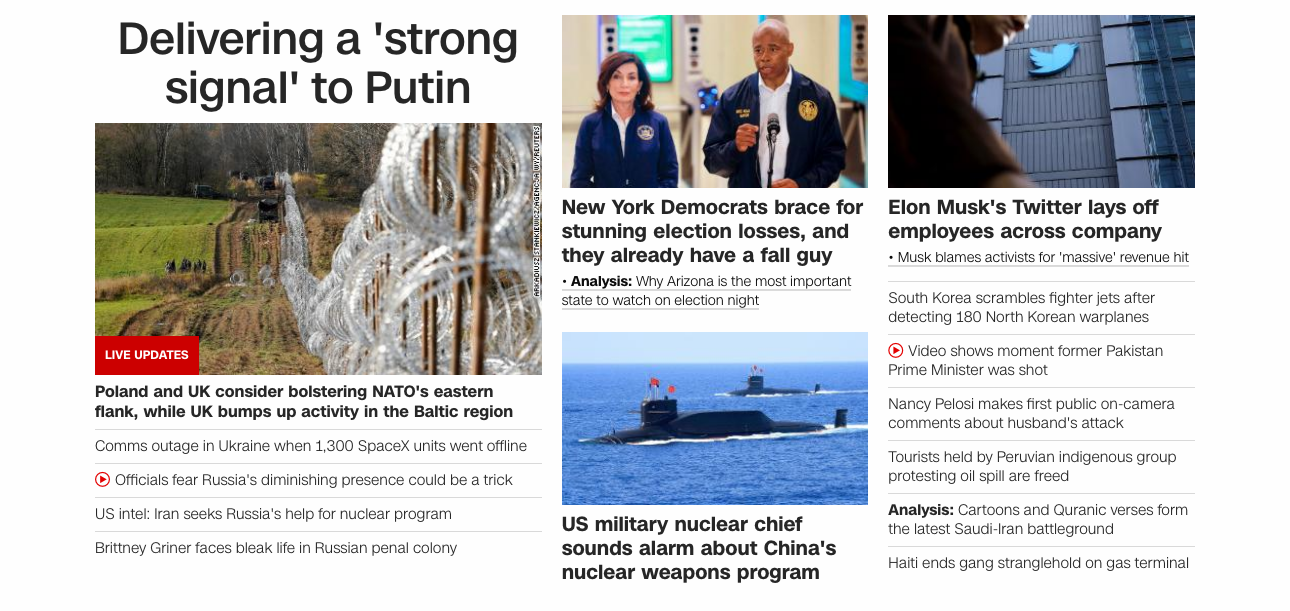 Delivering a 'strong
signal' to Putin
ARKADIUSZ STANKIEWICZ/AGENCJA WY/REUTERS
LIVE UPDATES
Poland and UK consider bolstering NATO's eastern
flank, while UK bumps up activity in the Baltic region
Comms outage in Ukraine when 1,300 SpaceX units went offline
Officials fear Russia's diminishing presence could be a trick
US intel: Iran seeks Russia's help for nuclear program
Brittney Griner faces bleak life in Russian penal colony
New York Democrats brace for
stunning election losses, and
they already have a fall guy
• Analysis: Why Arizona is the most important
state to watch on election night
US military nuclear chief
sounds alarm about China's
nuclear weapons program
Elon Musk's Twitter lays off
employees across company
• Musk blames activists for 'massive' revenue hit
South Korea scrambles fighter jets after
detecting 180 North Korean warplanes
Video shows moment former Pakistan
Prime Minister was shot
Nancy Pelosi makes first public on-camera
comments about husband's attack
Tourists held by Peruvian indigenous group
protesting oil spill are freed
Analysis: Cartoons and Quranic verses form
the latest Saudi-Iran battleground
Haiti ends gang stranglehold on gas terminal